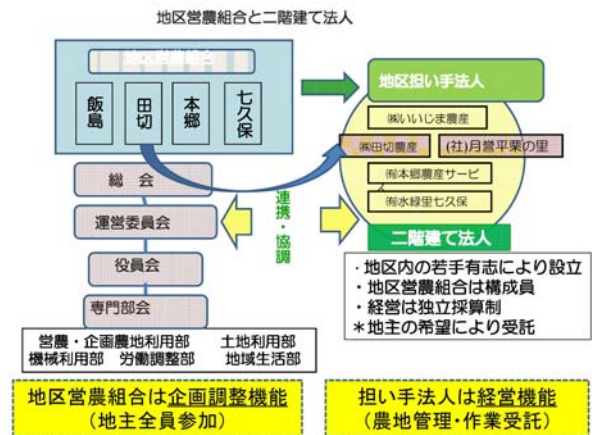 地区営農組合と二階建て法人
地区営農組合
飯島
田切
本郷
七久保
総 会
運営委員会
役員会
専門部会
営農・企画農地利用部 土地利用部
機械利用部 労働調整部 地域生活部
地区営農組合は企画調整機能
(地主全員参加)
連携・協調
地区担い手法人
㈱いいじま農産
㈱田切農産
(社)月誉平栗の里
㈲本郷農産サービ
ス
㈲水緑里七久保
二階建て法人
・地区内の若手有志により設立
・地区営農組合は構成員
・経営は独立採算制
*地主の希望により受託
担い手法人は経営機能
(農地管理・作業受託)